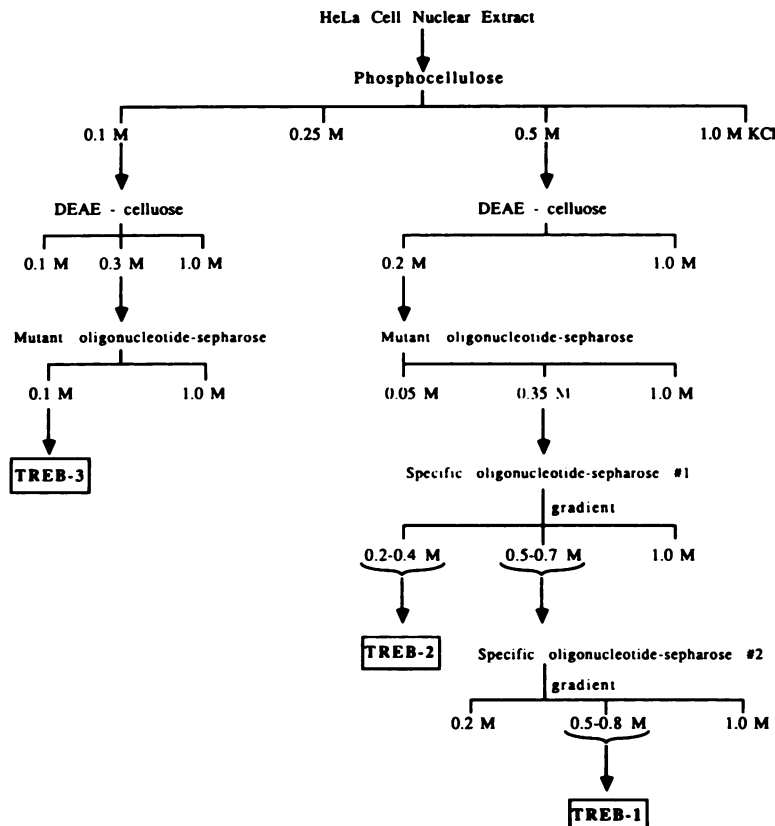 HeLa Cell Nuclear Extract
Phosphocellulose
0.1 M 0.25 M 0.5 M 1.0 M KCl
DEAE - celluose DEAE - cellulose
0.1 M 0.3 M 1.0 M 0.2 M 1.0 M
Mutant oligonucleotide-sepharose Mutant oligonucleotide-sepharose
0.1 M 1.0 M 0.05 M 0.35 M 1.0 M
TREB-3 Specific oligonucleotide-sepharose #1
gradient
0.2-0.4 M 0.5-0.7 M 1.0 M
TREB-2 Specific oligonucleotide-sepharose #2
gradient
0.2 M 0.5-0.8 M 1.0 M
TREB-1